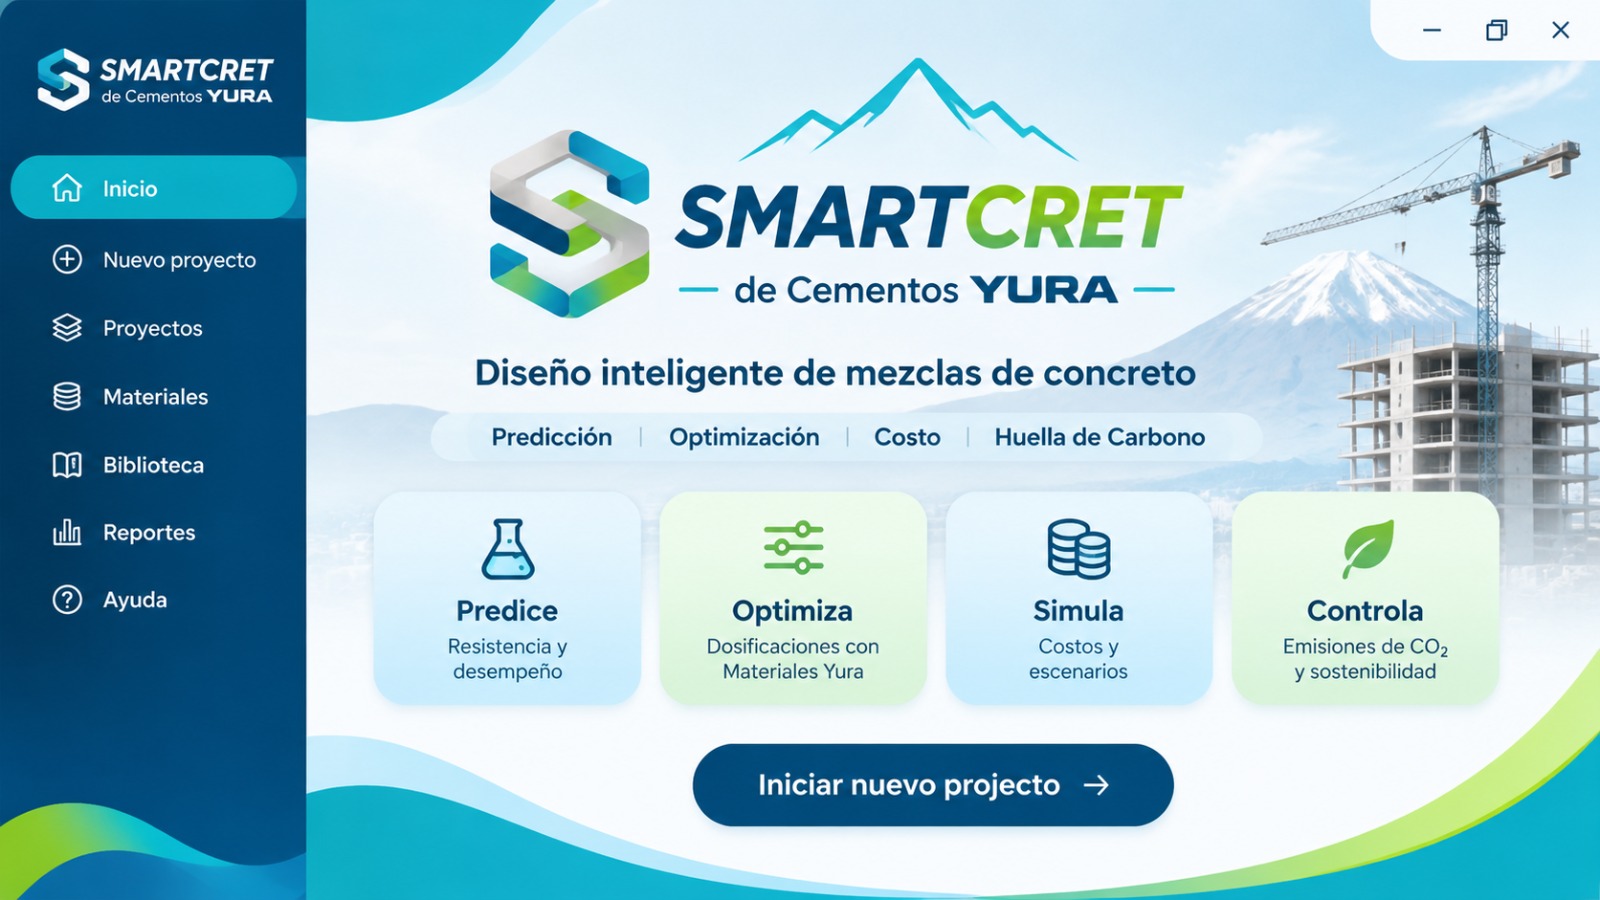 SMARTCRET
de Cementos YURA
Inicio
Nuevo proyecto
Proyectos
Materiales
Biblioteca
Reportes
Ayuda
SMARTCRET
de Cementos YURA
Diseño inteligente de mezclas de concreto
Predicción | Optimización | Costo | Huella de Carbono
Predice
Resistencia y
desempeño
Optimiza
Dosificaciones con
Materiales Yura
Simula
Costos y
escenarios
Controla
Emisiones de CO₂
y sostenibilidad
Iniciar nuevo projecto →